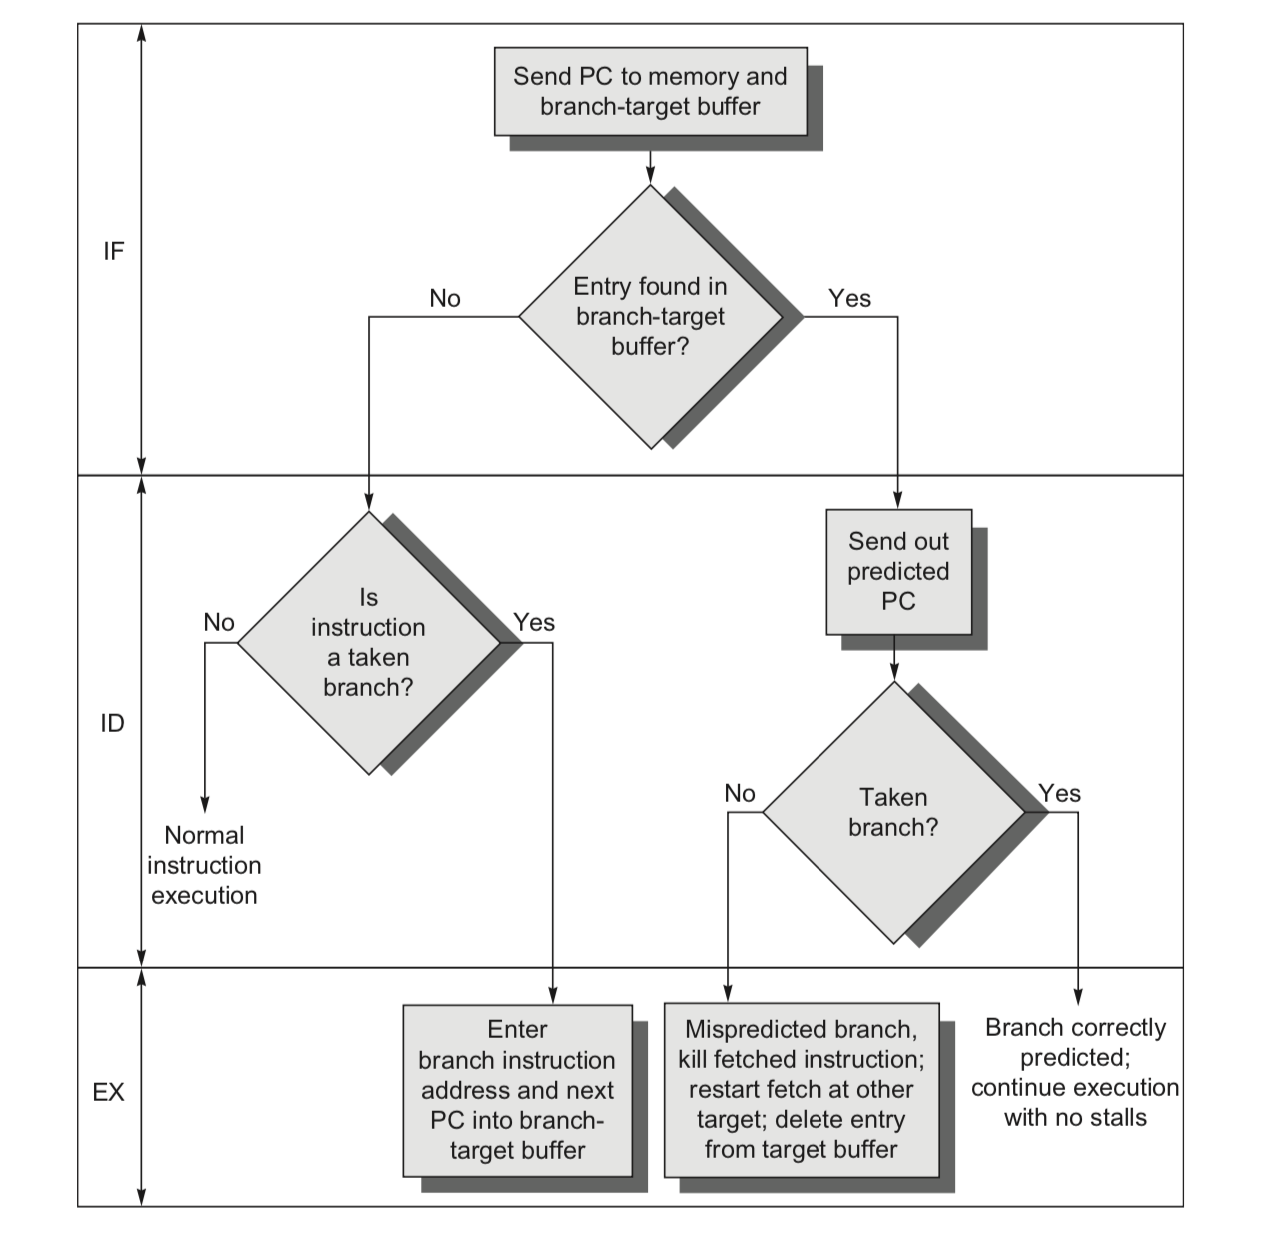 Send PC to memory and
branch-target buffer
IF
Entry found in
branch-target
buffer?
No
Yes
ID
Is
instruction
a taken
branch?
No
Yes
Normal
instruction
execution
Send out
predicted
PC
Taken
branch?
No
Yes
EX
Enter
branch instruction
address and next
PC into branch-
target buffer
Mispredicted branch,
kill fetched instruction;
restart fetch at other
target; delete entry
from target buffer
Branch correctly
predicted;
continue execution
with no stalls